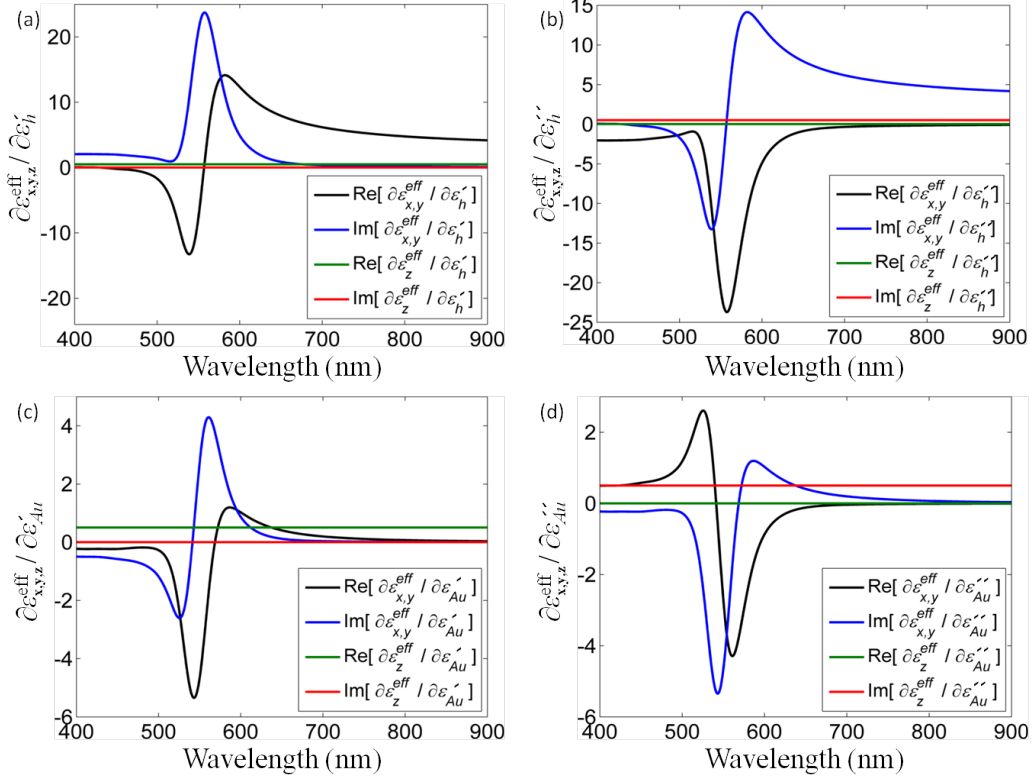 (a)
20
10
0
-10
-20
400 500 600 700 800 900
Wavelength (nm)
∂ε^eff_x,y,z / ∂ε′_h
Re[ ∂ε^eff_x,y / ∂ε′_h ]
Im[ ∂ε^eff_x,y / ∂ε′_h ]
Re[ ∂ε^eff_z / ∂ε′_h ]
Im[ ∂ε^eff_z / ∂ε′_h ]
(b)
15
10
5
0
-5
-10
-15
-20
-25
400 500 600 700 800 900
Wavelength (nm)
∂ε^eff_x,y,z / ∂ε″_h
Re[ ∂ε^eff_x,y / ∂ε″_h ]
Im[ ∂ε^eff_x,y / ∂ε″_h ]
Re[ ∂ε^eff_z / ∂ε″_h ]
Im[ ∂ε^eff_z / ∂ε″_h ]
(c)
4
2
0
-2
-4
-6
400 500 600 700 800 900
Wavelength (nm)
∂ε^eff_x,y,z / ∂ε′_Au
Re[ ∂ε^eff_x,y / ∂ε′_Au ]
Im[ ∂ε^eff_x,y / ∂ε′_Au ]
Re[ ∂ε^eff_z / ∂ε′_Au ]
Im[ ∂ε^eff_z / ∂ε′_Au ]
(d)
2
0
-2
-4
-6
400 500 600 700 800 900
Wavelength (nm)
∂ε^eff_x,y,z / ∂ε″_Au
Re[ ∂ε^eff_x,y / ∂ε″_Au ]
Im[ ∂ε^eff_x,y / ∂ε″_Au ]
Re[ ∂ε^eff_z / ∂ε″_Au ]
Im[ ∂ε^eff_z / ∂ε″_Au ]